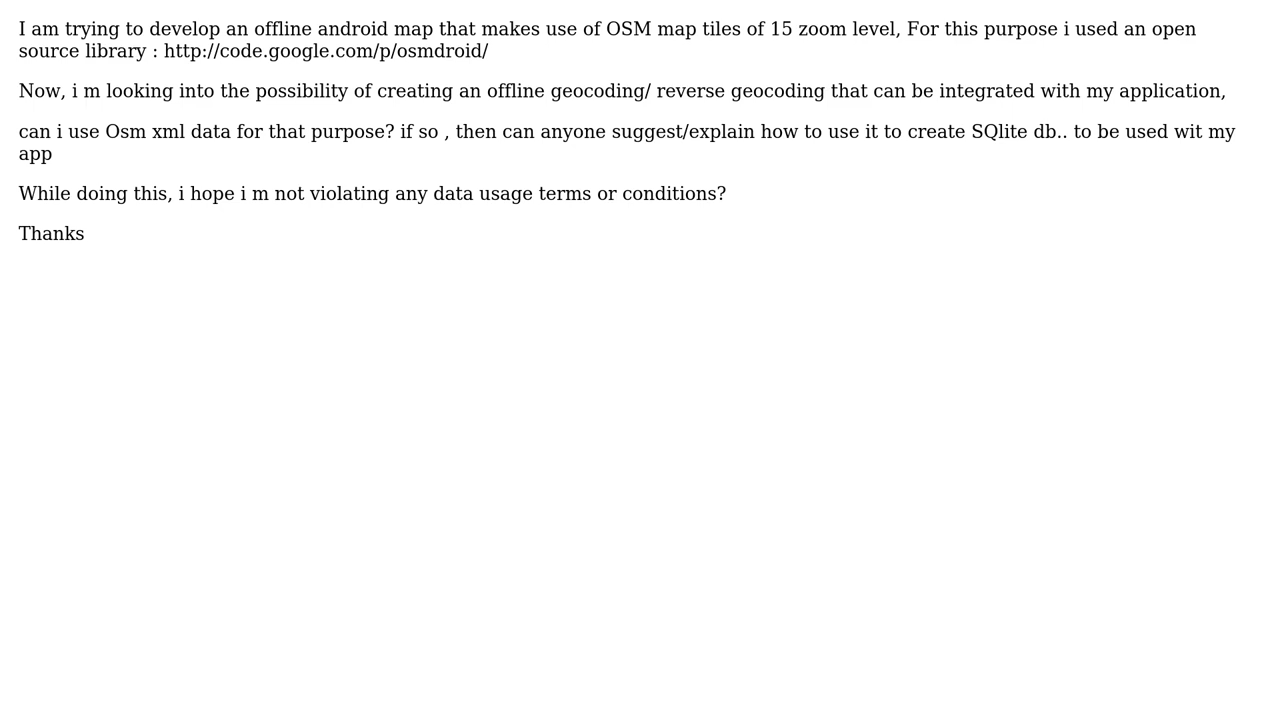 I am trying to develop an offline android map that makes use of OSM map tiles of 15 zoom level, For this purpose i used an open
source library : http://code.google.com/p/osmdroid/
Now, i m looking into the possibility of creating an offline geocoding/ reverse geocoding that can be integrated with my application,
can i use Osm xml data for that purpose? if so , then can anyone suggest/explain how to use it to create SQlite db.. to be used wit my
app
While doing this, i hope i m not violating any data usage terms or conditions?
Thanks